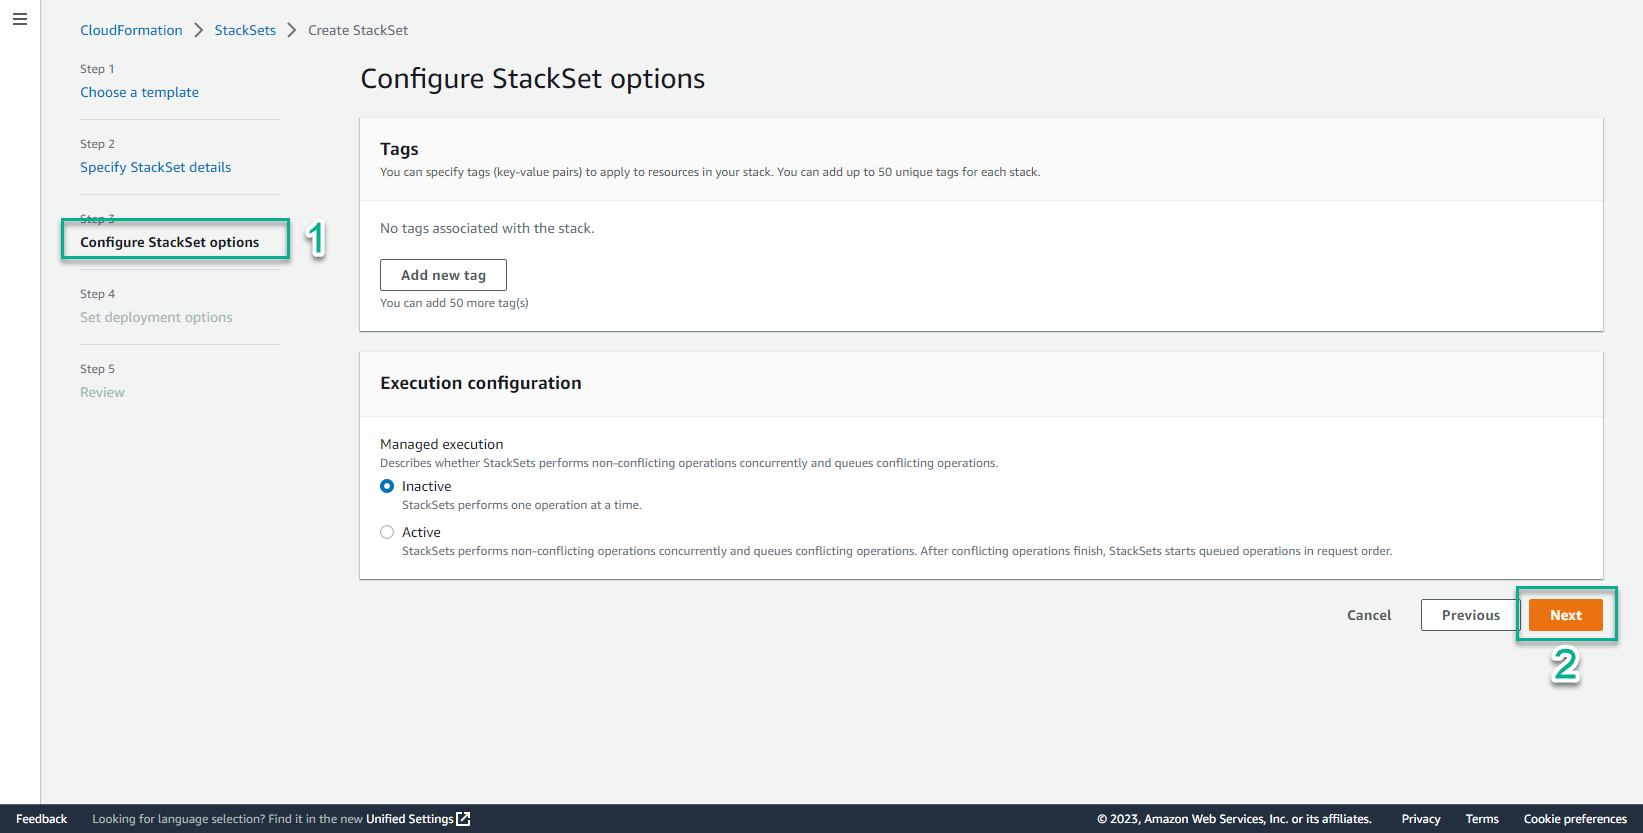 CloudFormation > StackSets > Create StackSet
Step 1
Choose a template
Step 2
Specify StackSet details
Step 3
Configure StackSet options
1
Step 4
Set deployment options
Step 5
Review
Configure StackSet options
Tags
You can specify tags (key-value pairs) to apply to resources in your stack. You can add up to 50 unique tags for each stack.
No tags associated with the stack.
Add new tag
You can add 50 more tag(s)
Execution configuration
Managed execution
Describes whether StackSets performs non-conflicting operations concurrently and queues conflicting operations.
Inactive
StackSets performs one operation at a time.
Active
StackSets performs non-conflicting operations concurrently and queues conflicting operations. After conflicting operations finish, StackSets starts queued operations in request order.
Cancel Previous Next
2
Feedback Looking for language selection? Find it in the new Unified Settings © 2023, Amazon Web Services, Inc. or its affiliates. Privacy Terms Cookie preferences